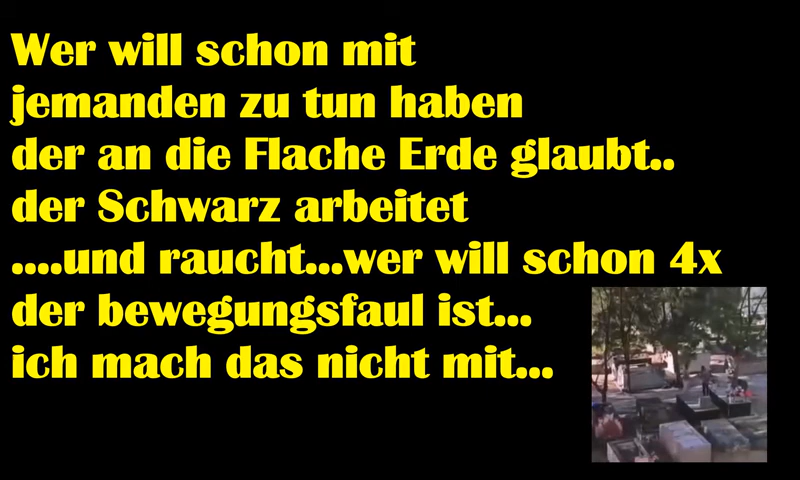 Wer will schon mit
jemanden zu tun haben
der an die Flache Erde glaubt..
der Schwarz arbeitet
....und raucht...wer will schon 4x
der bewegungsfaul ist...
ich mach das nicht mit...